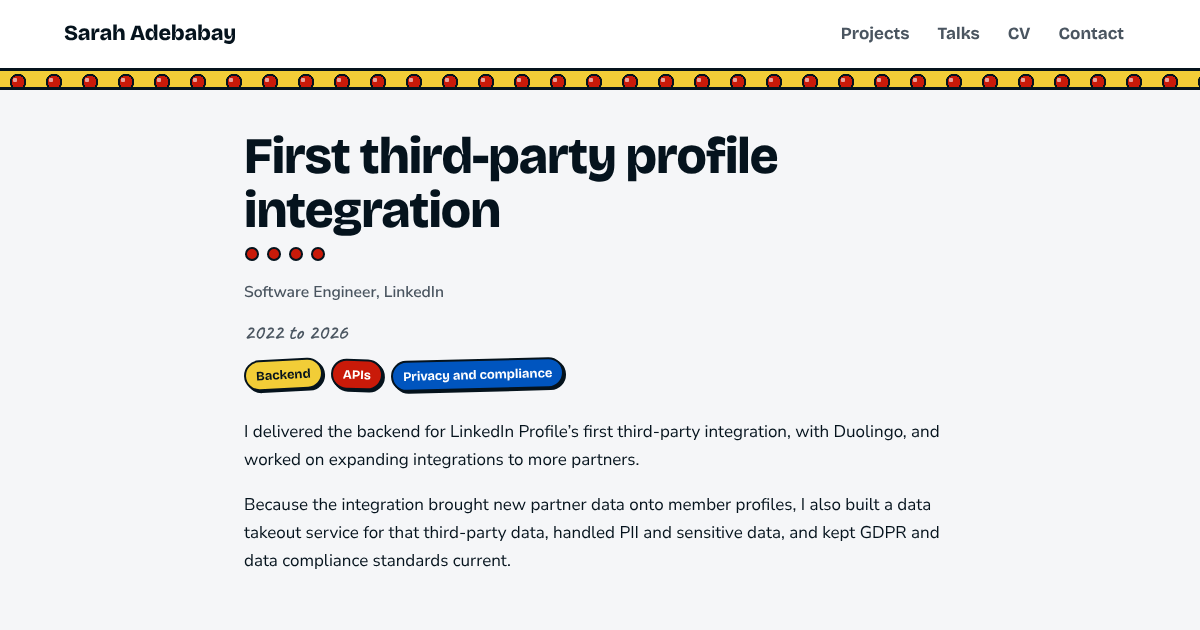 Sarah Adebabay
Projects Talks CV Contact
First third-party profile
integration
Software Engineer, LinkedIn
2022 to 2026
Backend APIs Privacy and compliance
I delivered the backend for LinkedIn Profile’s first third-party integration, with Duolingo, and
worked on expanding integrations to more partners.
Because the integration brought new partner data onto member profiles, I also built a data
takeout service for that third-party data, handled PII and sensitive data, and kept GDPR and
data compliance standards current.